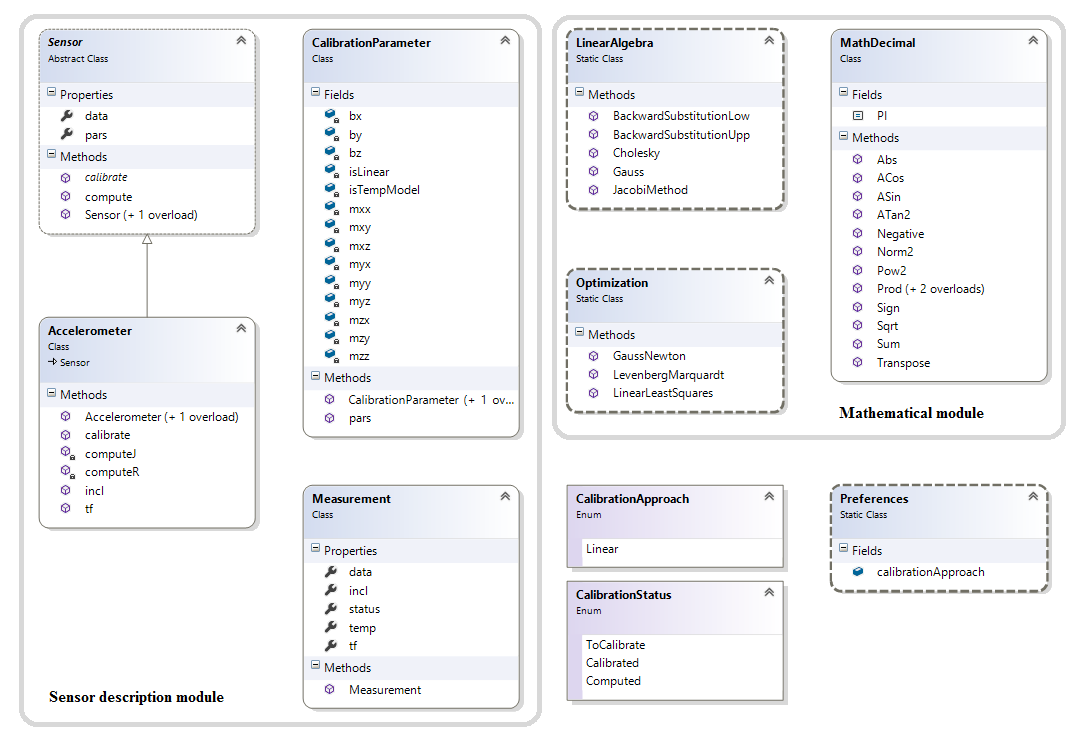 Sensor
Abstract Class
Properties
data
pars
Methods
calibrate
compute
Sensor (+ 1 overload)
Accelerometer
Class
Sensor
Methods
Accelerometer (+ 1 overload)
calibrate
computeJ
computeR
incl
tf
CalibrationParameter
Class
Fields
bx
by
bz
isLinear
isTempModel
mxx
mxy
mxz
myx
myy
myz
mzx
mzy
mzz
Methods
CalibrationParameter (+ 1 ov...
pars
Measurement
Class
Properties
data
incl
status
temp
tf
Methods
Measurement
Sensor description module
LinearAlgebra
Static Class
Methods
BackwardSubstitutionLow
BackwardSubstitutionUpp
Cholesky
Gauss
JacobiMethod
Optimization
Static Class
Methods
GaussNewton
LevenbergMarquardt
LinearLeastSquares
MathDecimal
Class
Fields
PI
Methods
Abs
ACos
ASin
ATan2
Negative
Norm2
Pow2
Prod (+ 2 overloads)
Sign
Sqrt
Sum
Transpose
Mathematical module
CalibrationApproach
Enum
Linear
CalibrationStatus
Enum
ToCalibrate
Calibrated
Computed
Preferences
Static Class
Fields
calibrationApproach